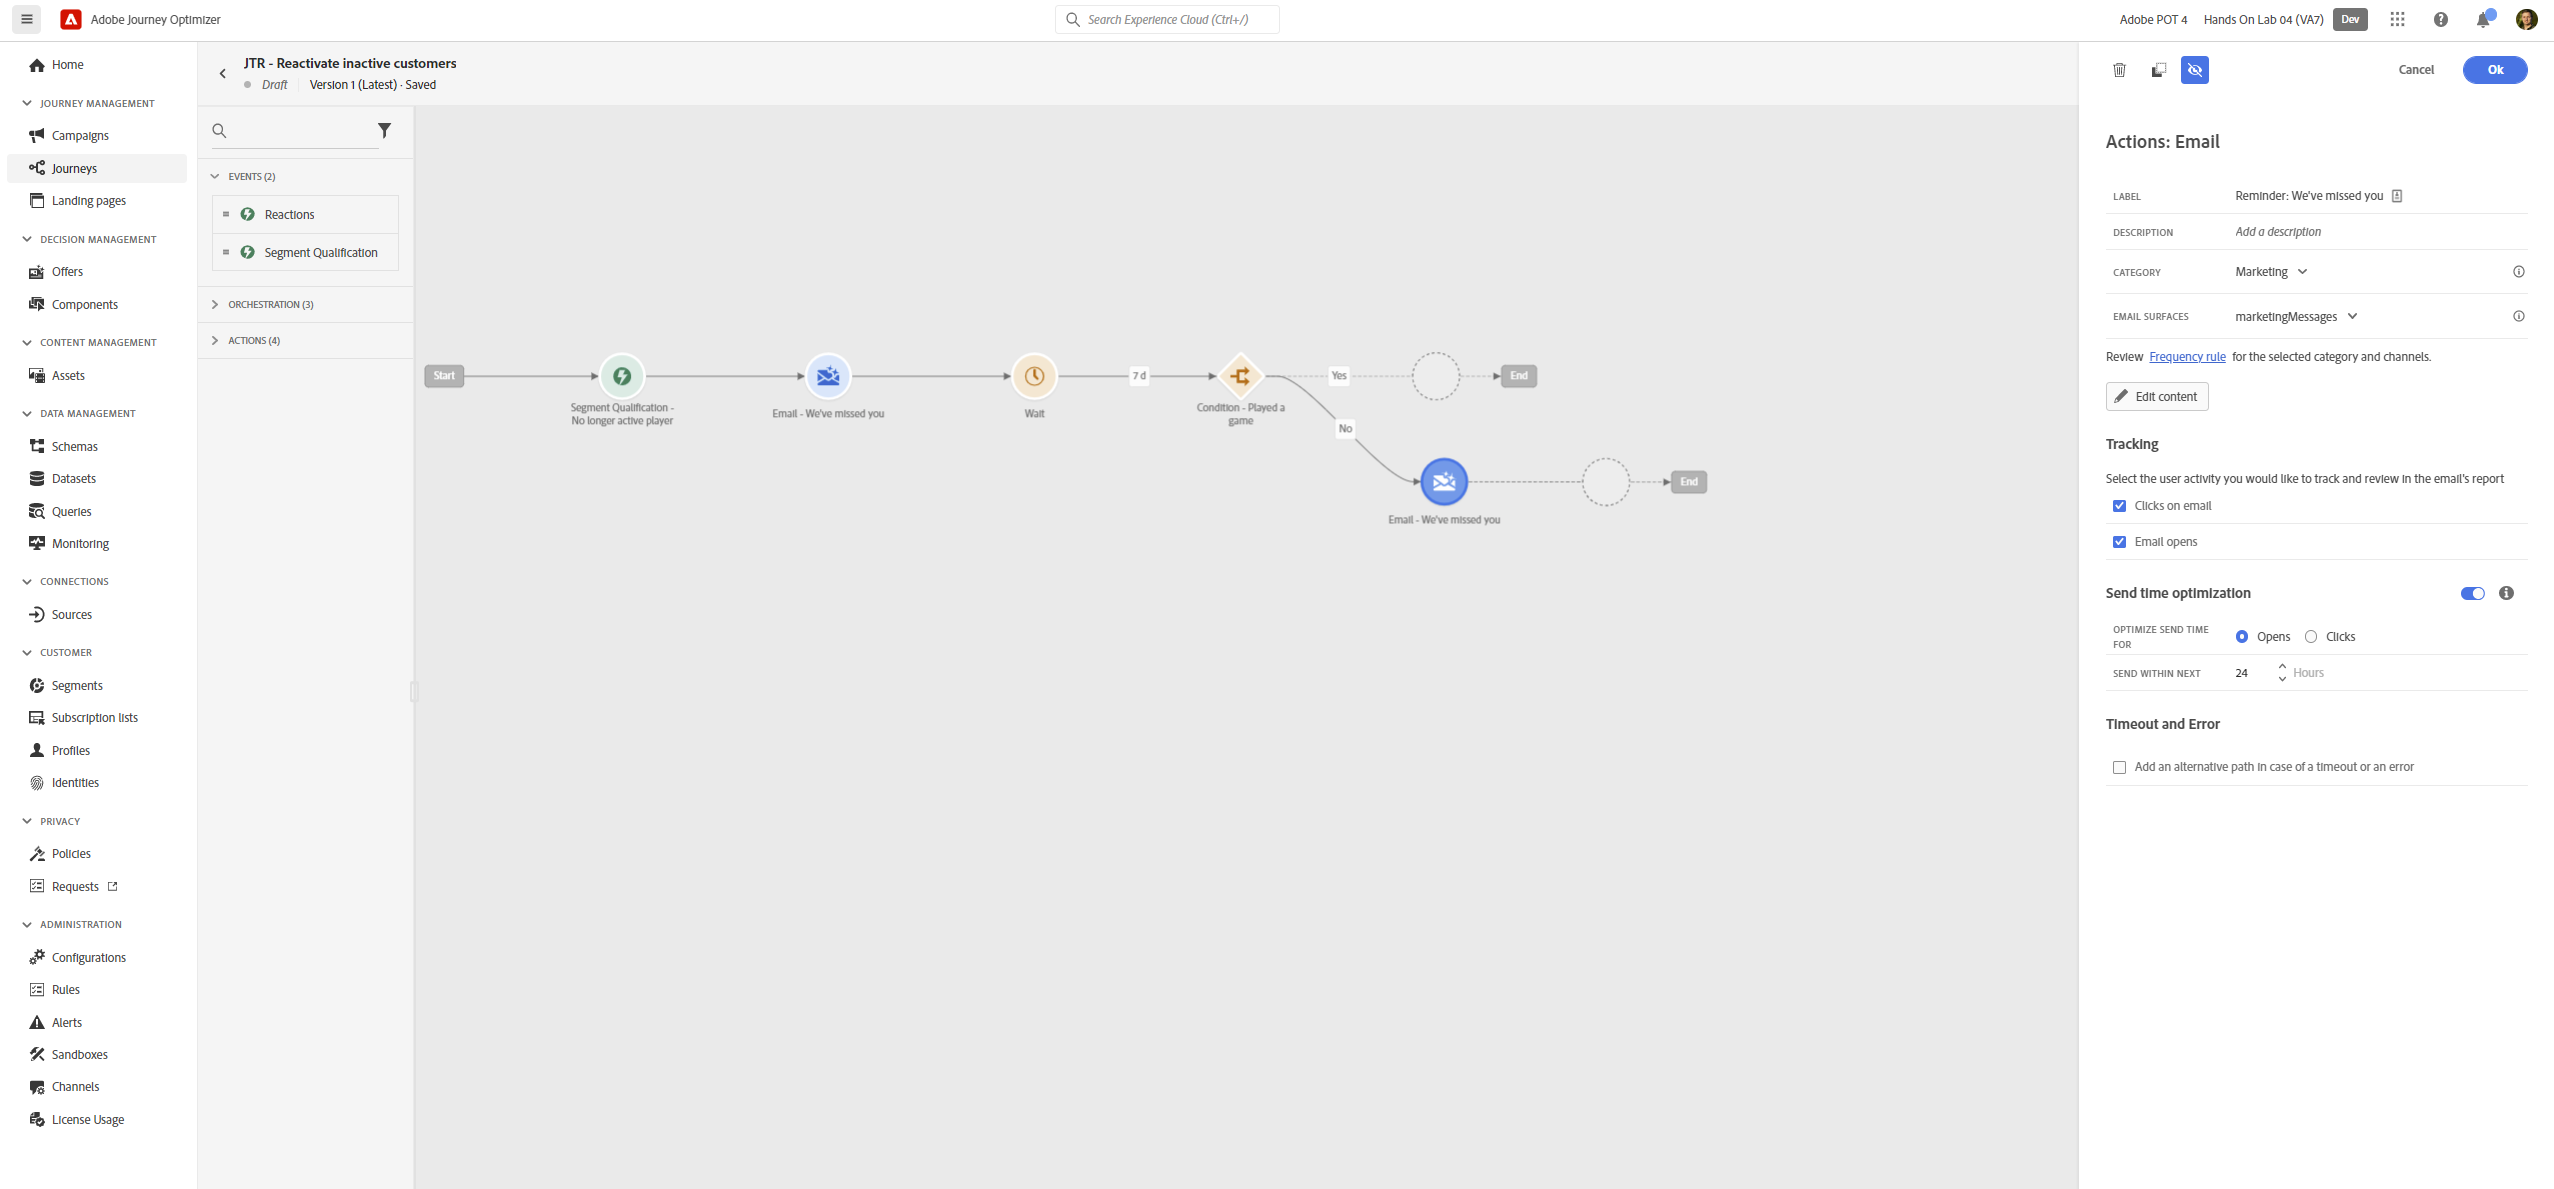 Adobe Journey Optimizer
Search Experience Cloud (Ctrl+/)
Adobe POT 4
Hands On Lab 04 (VA7)
Dev
Home
JOURNEY MANAGEMENT
Campaigns
Journeys
Landing pages
DECISION MANAGEMENT
Offers
Components
CONTENT MANAGEMENT
Assets
DATA MANAGEMENT
Schemas
Datasets
Queries
Monitoring
CONNECTIONS
Sources
CUSTOMER
Segments
Subscription lists
Profiles
Identities
PRIVACY
Policies
Requests
ADMINISTRATION
Configurations
Rules
Alerts
Sandboxes
Channels
License Usage
JTR - Reactivate inactive customers
Draft
Version 1 (Latest) · Saved
EVENTS (2)
Reactions
Segment Qualification
ORCHESTRATION (3)
ACTIONS (4)
Start
Segment Qualification -
No longer active player
Email - We've missed you
Wait
7 d
Condition - Played a
game
Yes
End
No
Email - We've missed you
End
Cancel
Ok
Actions: Email
LABEL
Reminder: We've missed you
DESCRIPTION
Add a description
CATEGORY
Marketing
EMAIL SURFACES
marketingMessages
Review Frequency rule for the selected category and channels.
Edit content
Tracking
Select the user activity you would like to track and review in the email's report
Clicks on email
Email opens
Send time optimization
OPTIMIZE SEND TIME
FOR
Opens
Clicks
SEND WITHIN NEXT
24
Hours
Timeout and Error
Add an alternative path in case of a timeout or an error